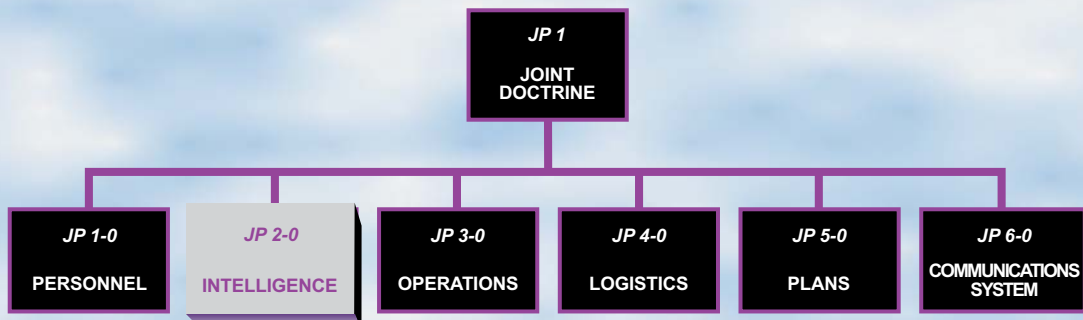 JP 1
JOINT
DOCTRINE
JP 1-0
PERSONNEL
JP 2-0
INTELLIGENCE
JP 3-0
OPERATIONS
JP 4-0
LOGISTICS
JP 5-0
PLANS
JP 6-0
COMMUNICATIONS
SYSTEM